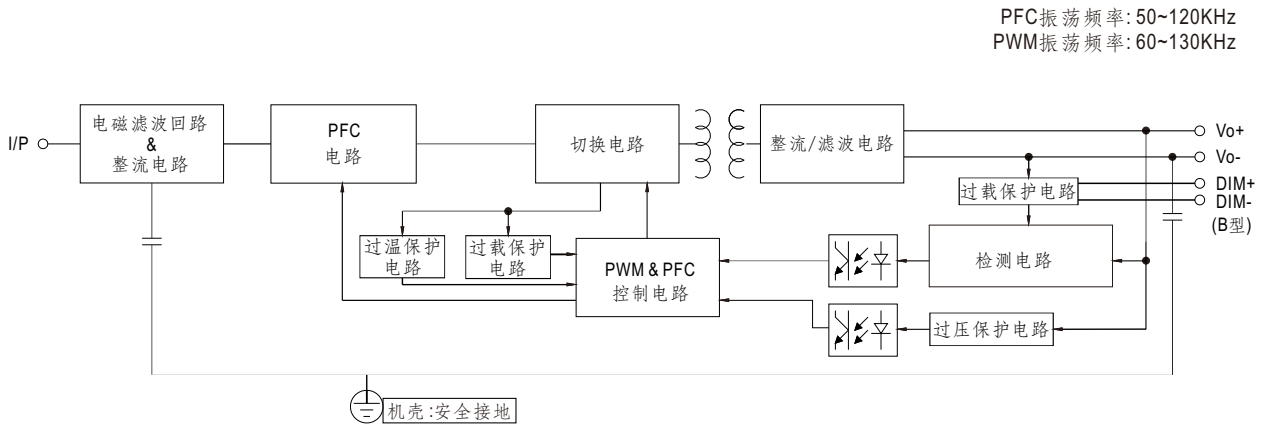 PFC振荡频率: 50~120KHz
PWM振荡频率: 60~130KHz
I/P
电磁滤波回路
&
整流电路
PFC
电路
切换电路
整流/滤波电路
Vo+
Vo-
DIM+
DIM-
(B型)
过载保护电路
过温保护
电路
过载保护
电路
PWM & PFC
控制电路
检测电路
过压保护电路
机壳:安全接地